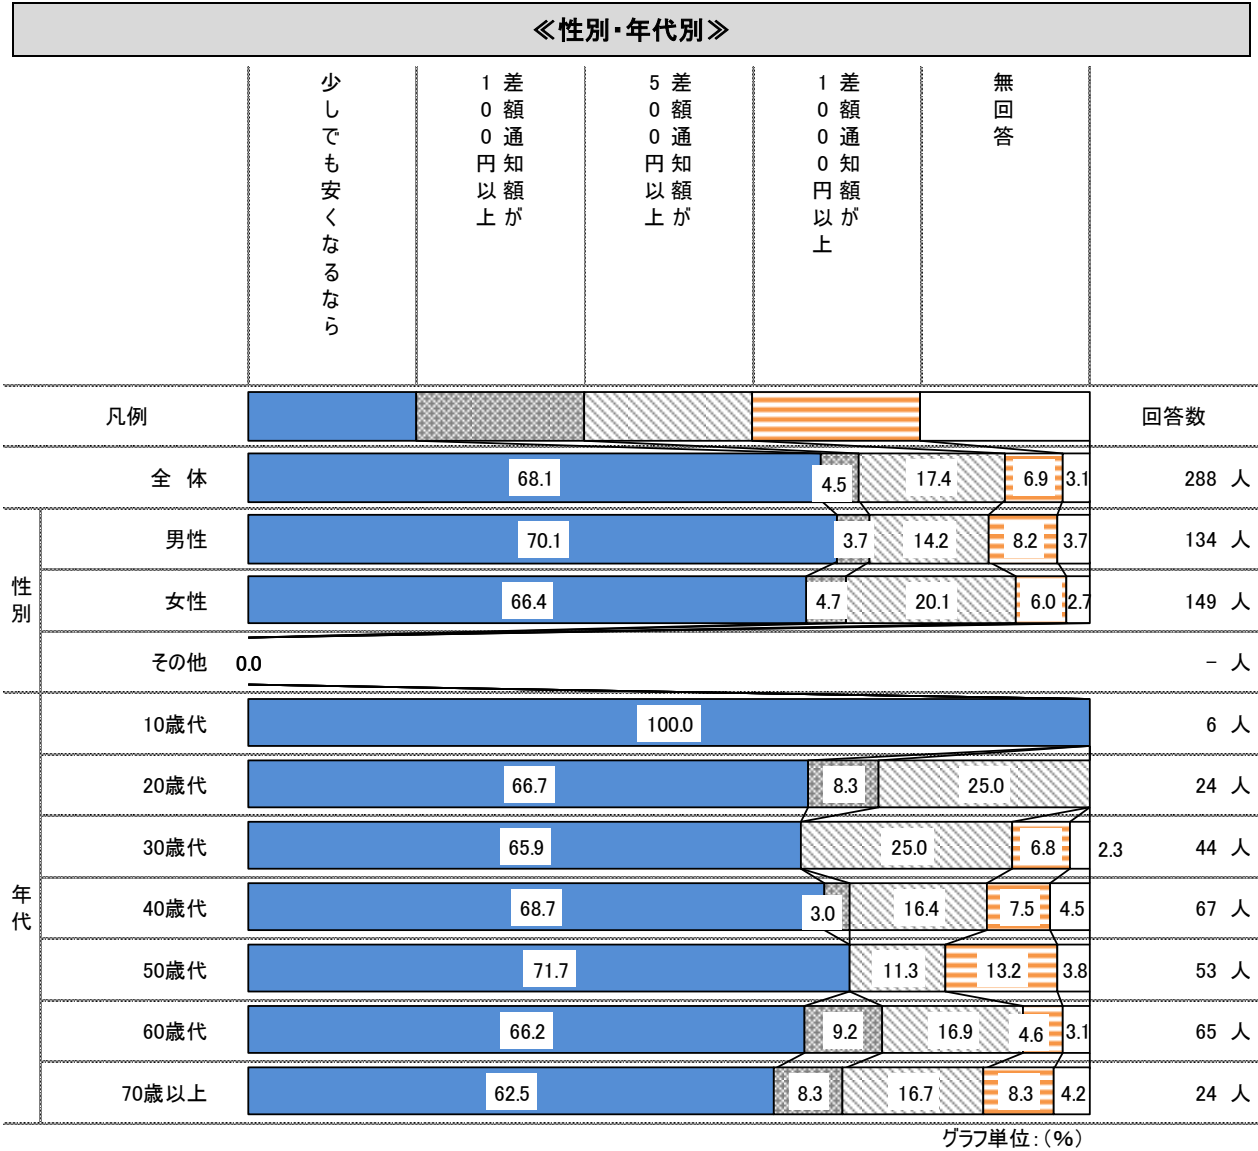 ≪性別・年代別≫
少しでも安くなるなら
差額通知額が
100円以上
差額通知額が
500円以上
差額通知額が
1000円以上
無回答
凡例 回答数
全 体 68.1 4.5 17.4 6.9 3.1 288 人
性別
男性 70.1 3.7 14.2 8.2 3.7 134 人
女性 66.4 4.7 20.1 6.0 2.7 149 人
その他 0.0 - 人
年代
10歳代 100.0 6 人
20歳代 66.7 8.3 25.0 24 人
30歳代 65.9 25.0 6.8 2.3 44 人
40歳代 68.7 3.0 16.4 7.5 4.5 67 人
50歳代 71.7 11.3 13.2 3.8 53 人
60歳代 66.2 9.2 16.9 4.6 3.1 65 人
70歳以上 62.5 8.3 16.7 8.3 4.2 24 人
グラフ単位:(%)